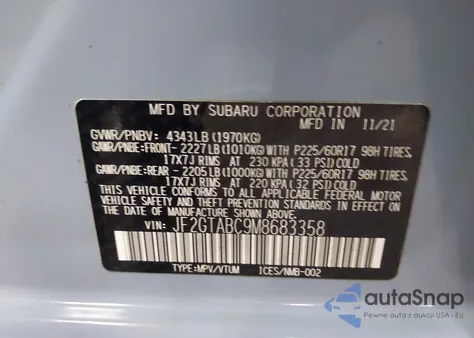 MFD BY SUBARU CORPORATION
IN 11/21
GVWR/PNBV: 4343LB (1970KG)
GAWR/PNBE: FRONT- 2227LB(1010KG) WITH P225/60R17 98H TIRES,
17X7J RIMS AT 230 KPA (33 PSI) COLD
GAWR/PNBE: REAR - 2205LB(1000KG) WITH P225/60R17 98H TIRES,
17X7J RIMS AT 220 KPA (32 PSI) COLD
THIS VEHICLE CONFORMS TO ALL APPLICABLE FEDERAL MOTOR
VEHICLE SAFETY, BUMPER, AND THEFT PREVENTION STANDARDS
IN EFFECT ON THE DATE OF MANUFACTURE SHOWN ABOVE.
VIN: JF2GTABC9M8683358
TYPE:MPV/VTUM ICES/NMB-002
autoSnap
Pewne auta z przodu USA i EU